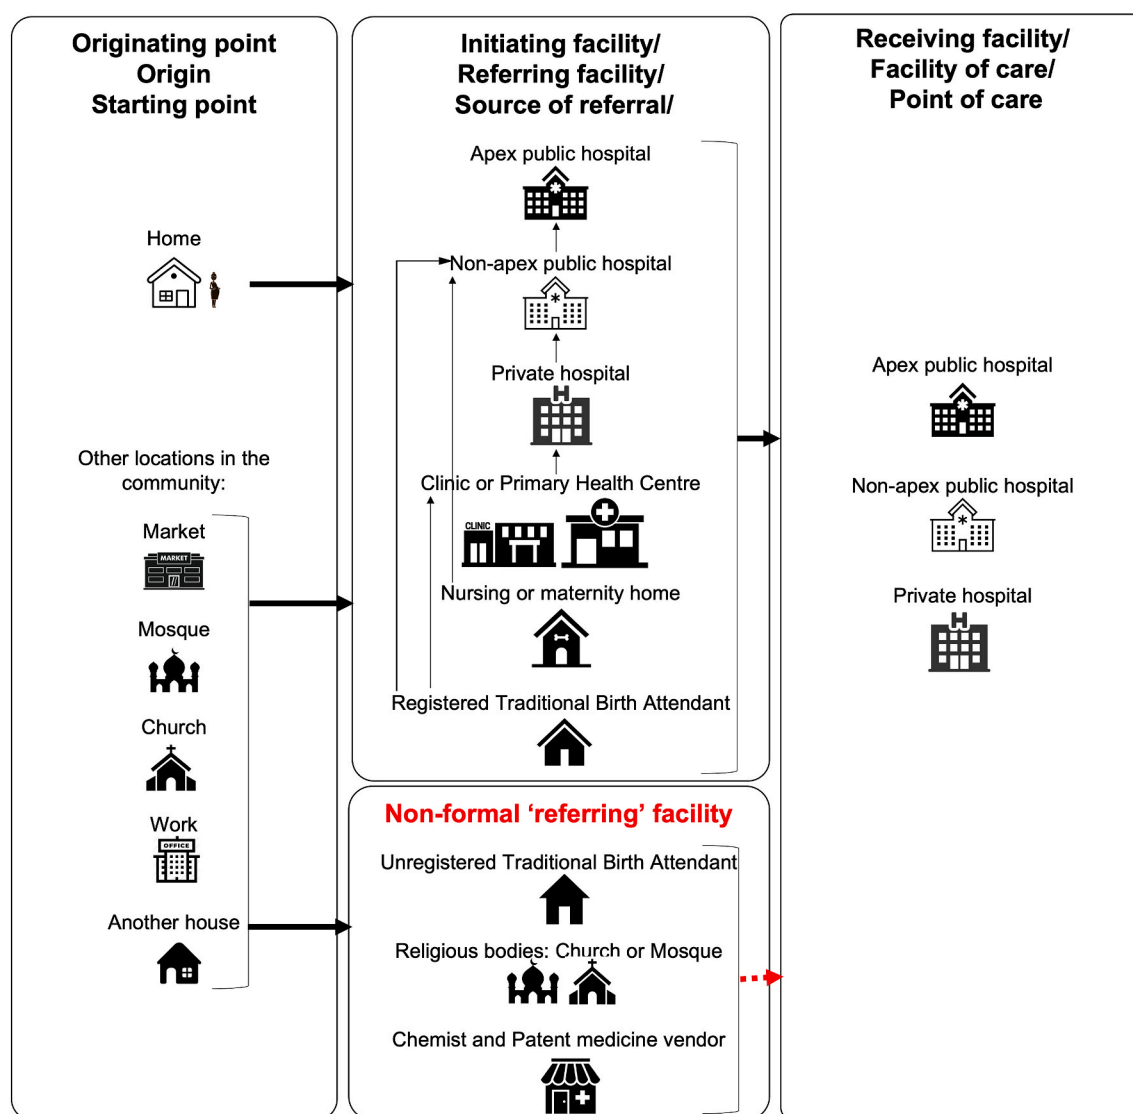 Originating point
Origin
Starting point
Home
Other locations in the
community:
Market
MARKET
Mosque
Church
Work
OFFICE
Another house
Initiating facility/
Referring facility/
Source of referral/
Apex public hospital
Non-apex public hospital
Private hospital
H
Clinic or Primary Health Centre
CLINIC
Nursing or maternity home
Registered Traditional Birth Attendant
Non-formal ‘referring’ facility
Unregistered Traditional Birth Attendant
Religious bodies: Church or Mosque
Chemist and Patent medicine vendor
Receiving facility/
Facility of care/
Point of care
Apex public hospital
Non-apex public hospital
Private hospital
H